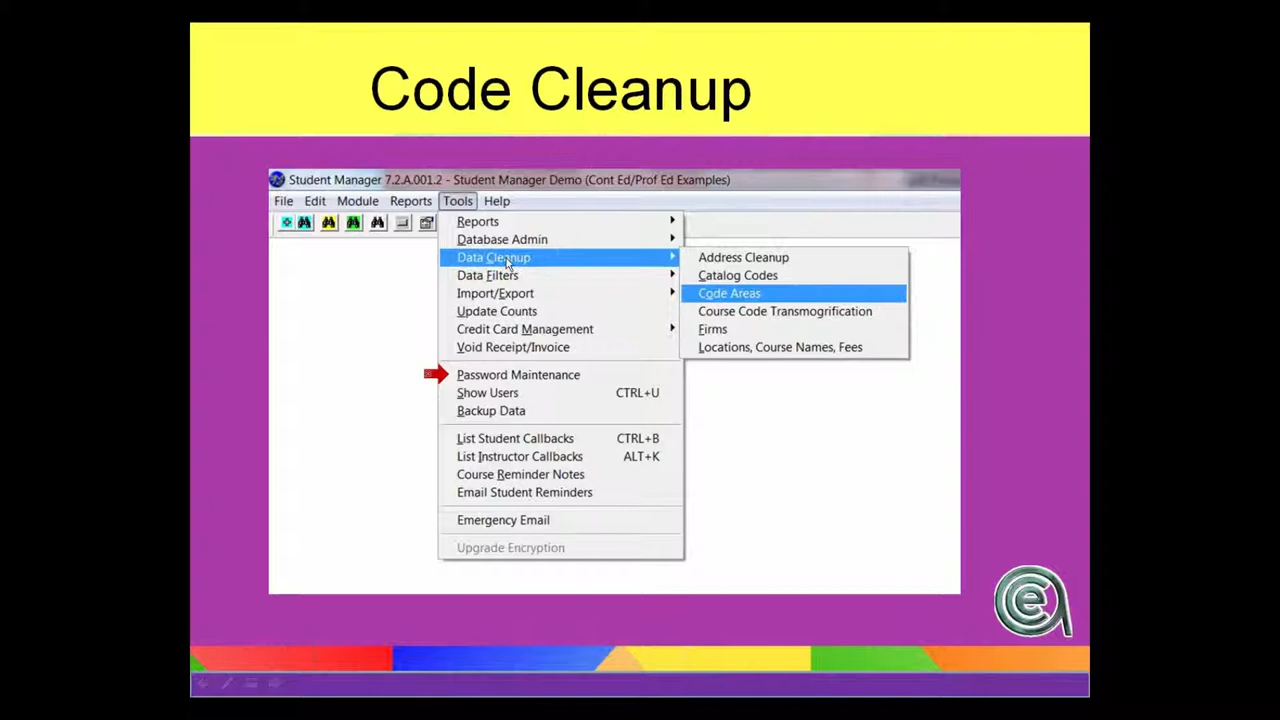 Code Cleanup
Student Manager 7.2.A.001.2 - Student Manager Demo (Cont Ed/Prof Ed Examples)
File Edit Module Reports Tools Help
Reports
Database Admin
Data Cleanup
Data Filters
Import/Export
Update Counts
Credit Card Management
Void Receipt/Invoice
Password Maintenance
Show Users CTRL+U
Backup Data
List Student Callbacks CTRL+B
List Instructor Callbacks ALT+K
Course Reminder Notes
Email Student Reminders
Emergency Email
Upgrade Encryption
Address Cleanup
Catalog Codes
Code Areas
Course Code Transmogrification
Firms
Locations, Course Names, Fees